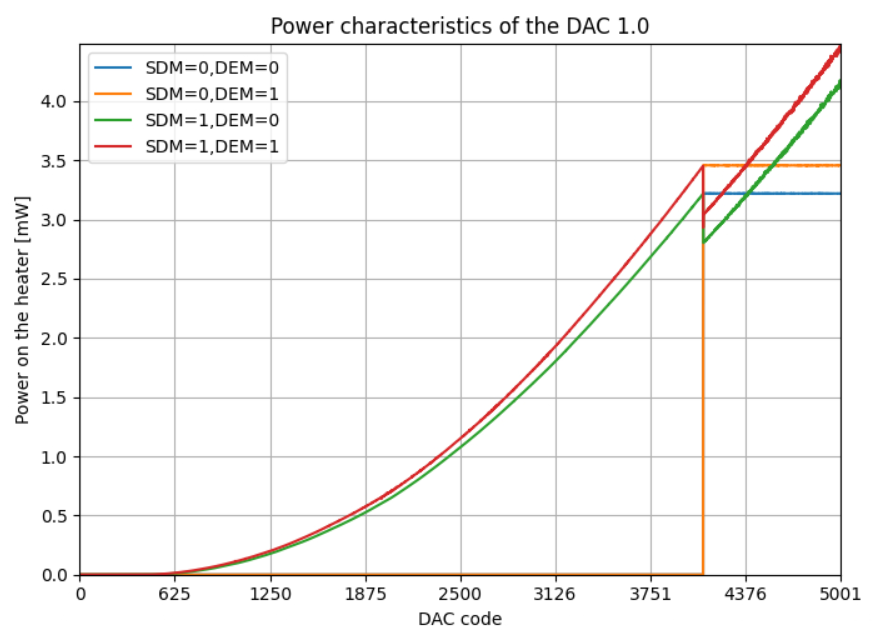 Power characteristics of the DAC 1.0
SDM=0,DEM=0
SDM=0,DEM=1
SDM=1,DEM=0
SDM=1,DEM=1
Power on the heater [mW]
4.0
3.5
3.0
2.5
2.0
1.5
1.0
0.5
0.0
0 625 1250 1875 2500 3126 3751 4376 5001
DAC code